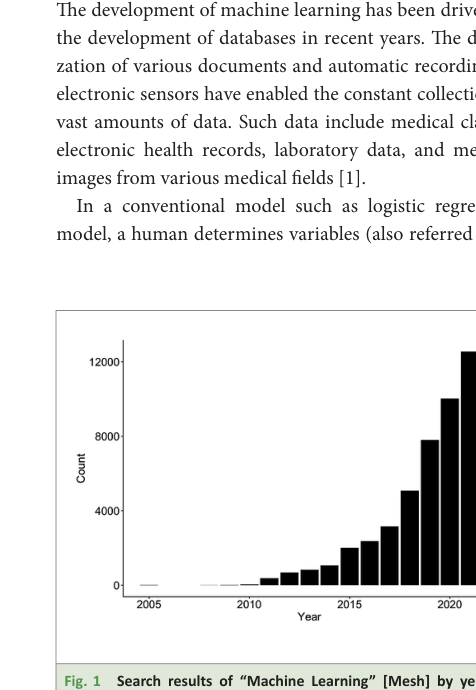 The development of machine learning has been drive
the development of databases in recent years. The d
zation of various documents and automatic recordin
electronic sensors have enabled the constant collecti
vast amounts of data. Such data include medical cla
electronic health records, laboratory data, and me
images from various medical fields [1].
In a conventional model such as logistic regre
model, a human determines variables (also referred
12000
8000
Count
4000
0
2005 2010 2015 2020
Year
Fig. 1 Search results of “Machine Learning” [Mesh] by ye